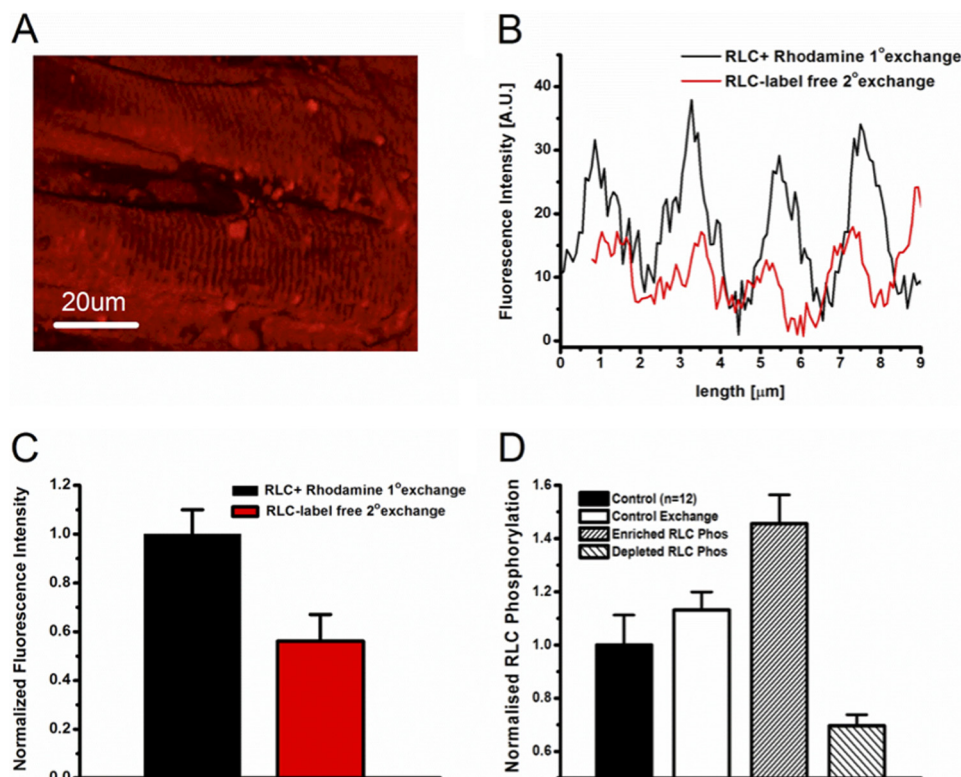 A
20um
B
RLC+ Rhodamine 1°exchange
RLC-label free 2°exchange
Fluorescence Intensity [A.U.]
40
30
20
10
0
0 1 2 3 4 5 6 7 8 9
length [μm]
C
RLC+ Rhodamine 1°exchange
RLC-label free 2°exchange
Normalized Fluorescence Intensity
1.2
1.0
0.8
0.6
0.4
0.2
0.0
D
Control (n=12)
Control Exchange
Enriched RLC Phos
Depleted RLC Phos
Normalised RLC Phosphorylation
1.6
1.4
1.2
1.0
0.8
0.6